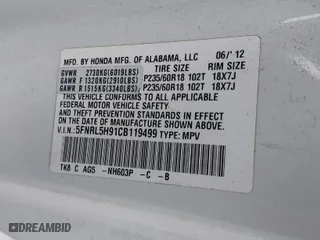 MFD. BY HONDA MFG. OF ALABAMA, LLC 06/'12
TIRE SIZE RIM SIZE
GVWR 2730KG(6019LBS)
GAWR F 1320KG(2910LBS) P235/60R18 102T 18X7J
GAWR R 1515KG(3340LBS) P235/60R18 102T 18X7J
THIS VEHICLE CONFORMS TO ALL APPLICABLE
FEDERAL MOTOR VEHICLE SAFETY AND THEFT
PREVENTION STANDARDS IN EFFECT ON THE DATE
OF MANUFACTURE SHOWN ABOVE.
V.I.N.: 5FNRL5H91CB119499 TYPE: MPV
TK8 C AG5 -NH603P -C -B
DREAMBID.COM